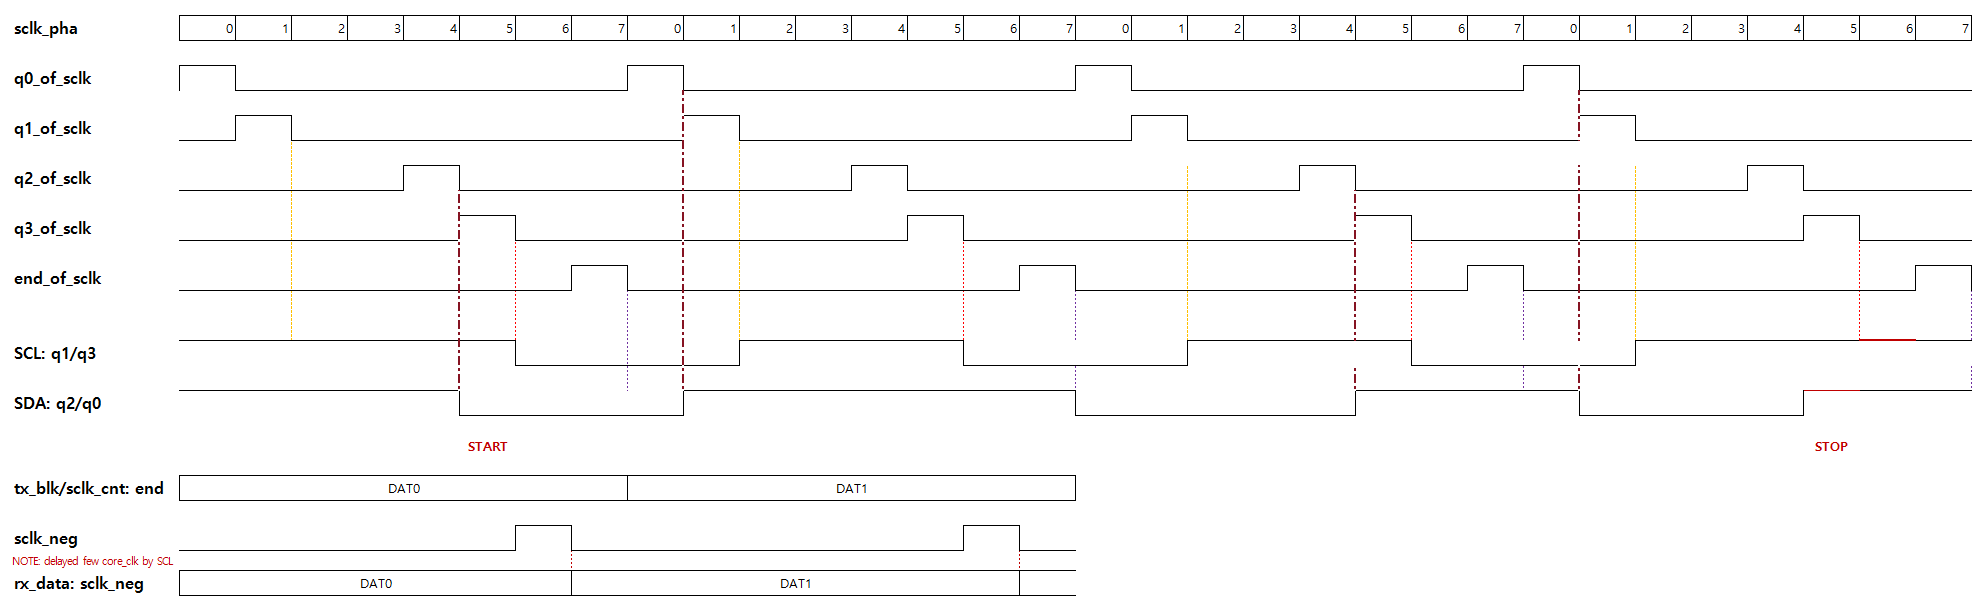 sclk_pha 0 1 2 3 4 5 6 7 0 1 2 3 4 5 6 7 0 1 2 3 4 5 6 7 0 1 2 3 4 5 6 7
q0_of_sclk
q1_of_sclk
q2_of_sclk
q3_of_sclk
end_of_sclk
SCL: q1/q3
SDA: q2/q0
START STOP
tx_blk/sclk_cnt: end DAT0 DAT1
sclk_neg
NOTE: delayed few core_clk by SCL
rx_data: sclk_neg DAT0 DAT1